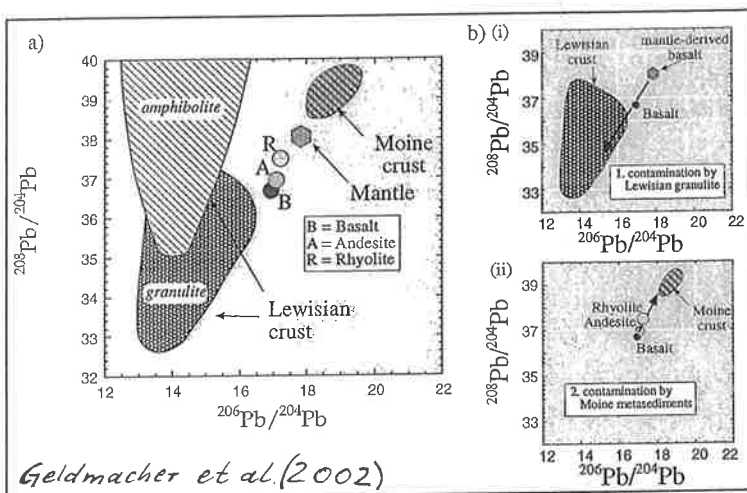 a)
208Pb/204Pb
40
39
38
37
36
35
34
33
32
amphibolite
granulite
R
A
B
Moine
crust
Mantle
B = Basalt
A = Andesite
R = Rhyolite
Lewisian
crust
12 14 16 18 20 22
206Pb/204Pb
b) (i)
208Pb/204Pb
39
37
35
33
Lewisian
crust
mantle-derived
basalt
Basalt
1. contamination by
Lewisian granulite
12 14 16 18 20 22
206Pb/204Pb
(ii)
208Pb/204Pb
39
37
35
33
Rhyolite
Andesite
Basalt
Moine
crust
2. contamination by
Moine metasediments
12 14 16 18 20 22
206Pb/204Pb
Geldmacher et al. (2002)